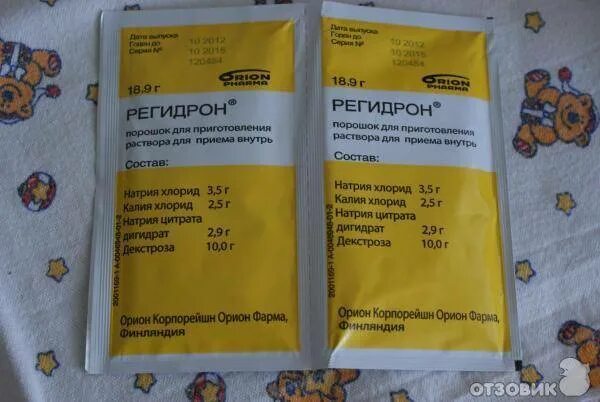 Дата выпуска 10 2012
Годен до 10 2015
Серия № 120484
18.9 г
ORION
PHARMA
РЕГИДРОН®
порошок для приготовления
раствора для приема внутрь
Состав:
Натрия хлорид 3,5 г
Калия хлорид 2,5 г
Натрия цитрата
дигидрат 2,9 г
Декстроза 10,0 г
Орион Корпорейшн Орион Фарма,
Финляндия
Дата выпуска 10 2012
Годен до 10 2015
Серия № 120484
18.9 г
ORION
PHARMA
РЕГИДРОН®
порошок для приготовления
раствора для приема внутрь
Состав:
Натрия хлорид 3,5 г
Калия хлорид 2,5 г
Натрия цитрата
дигидрат 2,9 г
Декстроза 10,0 г
Орион Корпорейшн Орион Фарма,
Финляндия
ОТЗОВИК